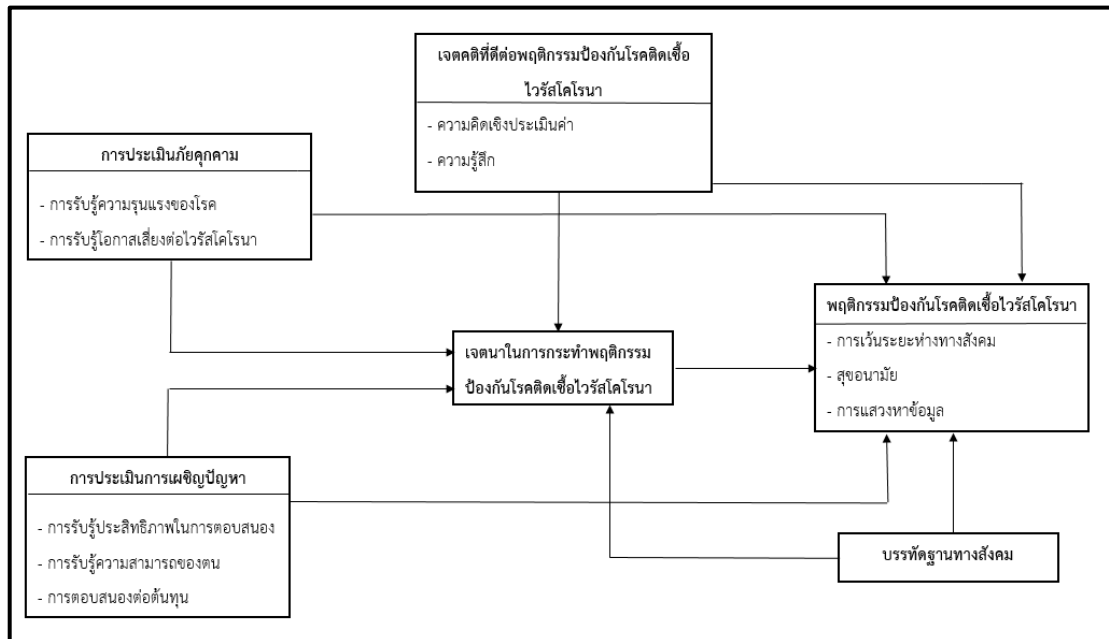 เจตคติที่ดีต่อพฤติกรรมป้องกันโรคติดเชื้อ
ไวรัสโคโรนา
- ความคิดเชิงประเมินค่า
- ความรู้สึก
การประเมินภัยคุกคาม
- การรับรู้ความรุนแรงของโรค
- การรับรู้โอกาสเสี่ยงต่อไวรัสโคโรนา
พฤติกรรมป้องกันโรคติดเชื้อไวรัสโคโรนา
- การเว้นระยะห่างทางสังคม
- สุขอนามัย
- การแสวงหาข้อมูล
เจตนาในการกระทำพฤติกรรม
ป้องกันโรคติดเชื้อไวรัสโคโรนา
การประเมินการเผชิญปัญหา
- การรับรู้ประสิทธิภาพในการตอบสนอง
- การรับรู้ความสามารถของตน
- การตอบสนองต่อต้นทุน
บรรทัดฐานทางสังคม